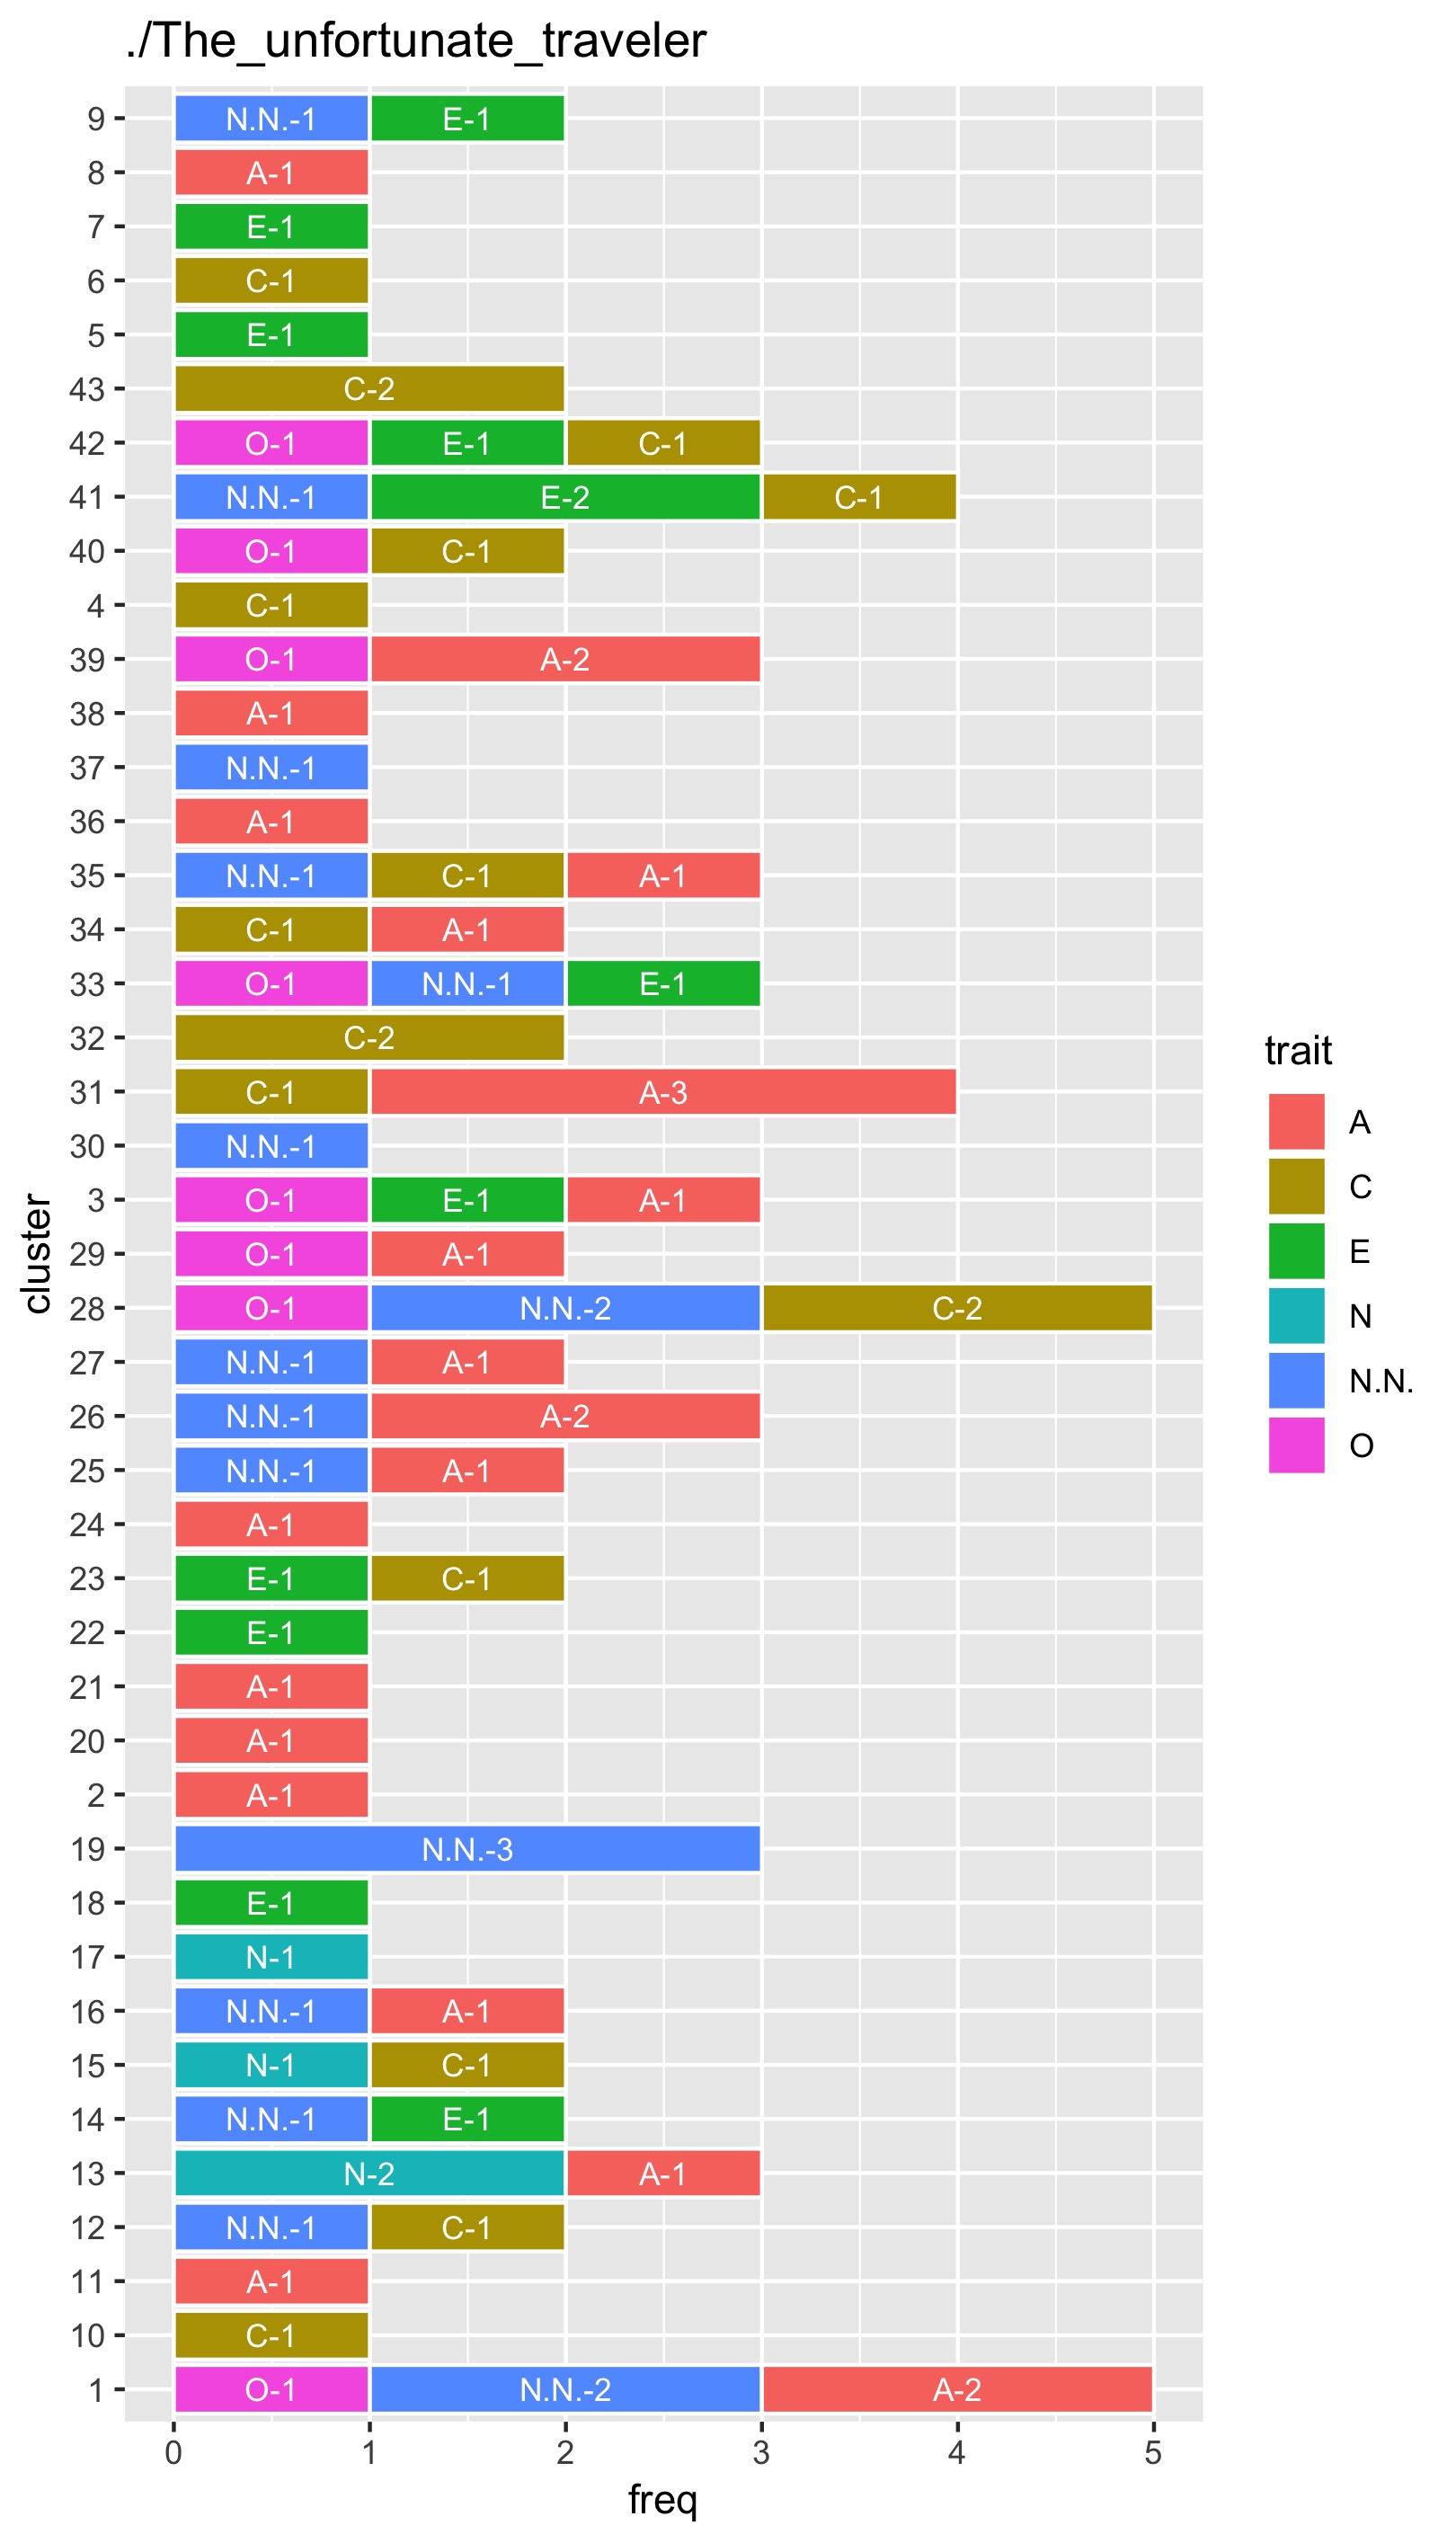 ./The_unfortunate_traveler
9 N.N.-1 E-1
8 A-1
7 E-1
6 C-1
5 E-1
43 C-2
42 O-1 E-1 C-1
41 N.N.-1 E-2 C-1
40 O-1 C-1
4 C-1
39 O-1 A-2
38 A-1
37 N.N.-1
36 A-1
35 N.N.-1 C-1 A-1
34 C-1 A-1
33 O-1 N.N.-1 E-1
32 C-2
31 C-1 A-3
30 N.N.-1
3 O-1 E-1 A-1
29 O-1 A-1
28 O-1 N.N.-2 C-2
27 N.N.-1 A-1
26 N.N.-1 A-2
25 N.N.-1 A-1
24 A-1
23 E-1 C-1
22 E-1
21 A-1
20 A-1
2 A-1
19 N.N.-3
18 E-1
17 N-1
16 N.N.-1 A-1
15 N-1 C-1
14 N.N.-1 E-1
13 N-2 A-1
12 N.N.-1 C-1
11 A-1
10 C-1
1 O-1 N.N.-2 A-2
0 1 2 3 4 5
freq
cluster
trait
A
C
E
N
N.N.
O